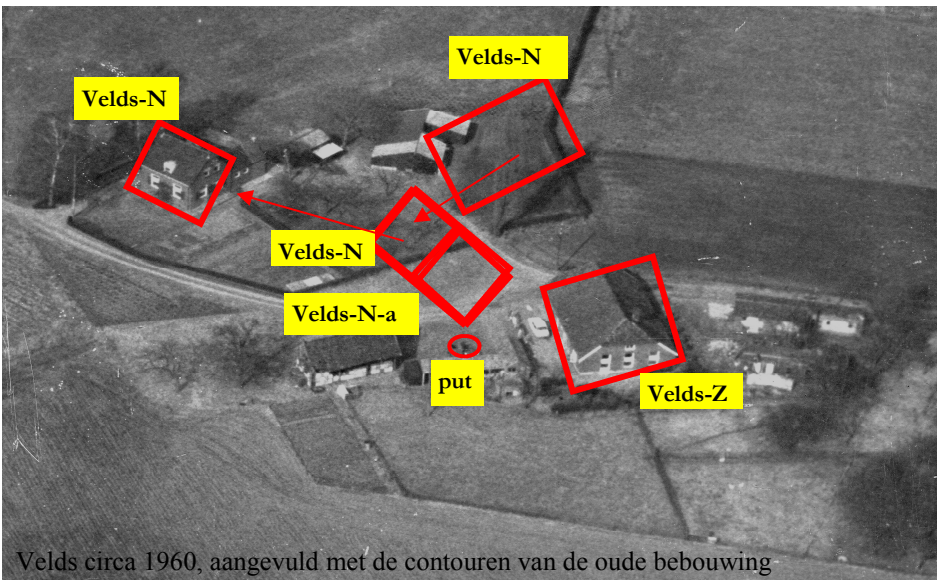 Velds-N
Velds-N
Velds-N
Velds-N-a
put
Velds-Z
Velds circa 1960, aangevuld met de contouren van de oude bebouwing